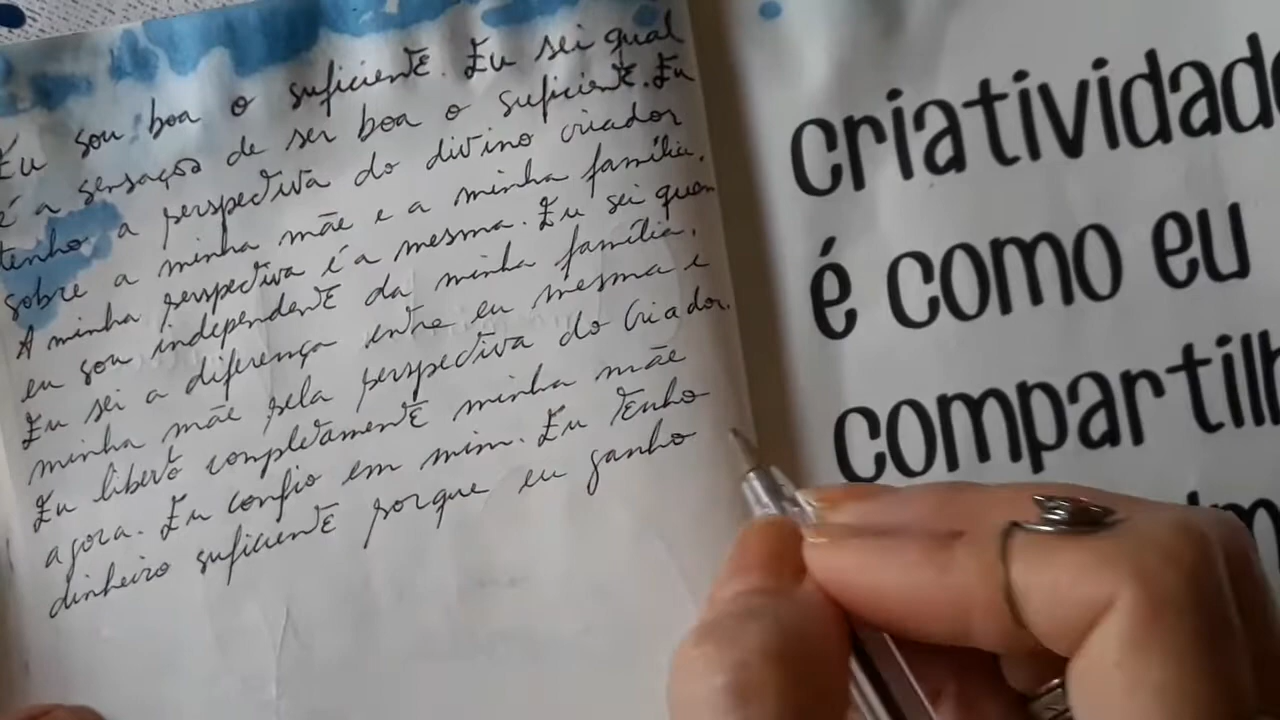 Eu sou boa o suficiente. Eu sei qual
é a sensação de ser boa o suficiente. Eu
tenho a perspectiva do divino criador
sobre a minha mãe e a minha família.
A minha perspectiva é a mesma. Eu sei quem
eu sou independente da minha família.
Eu sei a diferença entre eu mesma e
minha mãe pela perspectiva do Criador.
Eu liberto completamente minha mãe
agora. Eu confio em mim. Eu tenho
dinheiro suficiente porque eu ganho
criatividade
é como eu
compartilh